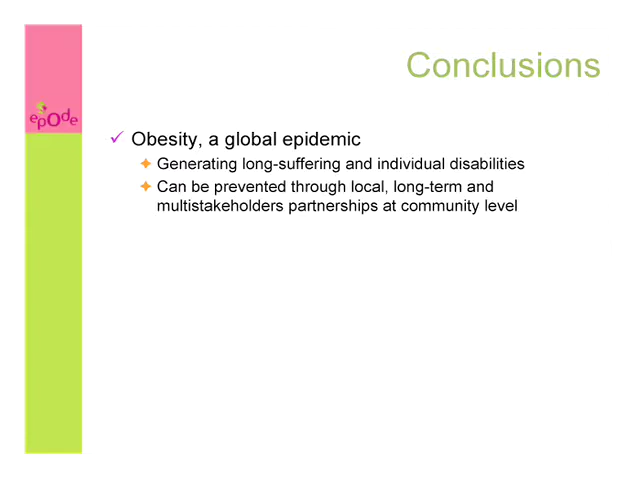 Conclusions
epode
Obesity, a global epidemic
Generating long-suffering and individual disabilities
Can be prevented through local, long-term and
multistakeholders partnerships at community level